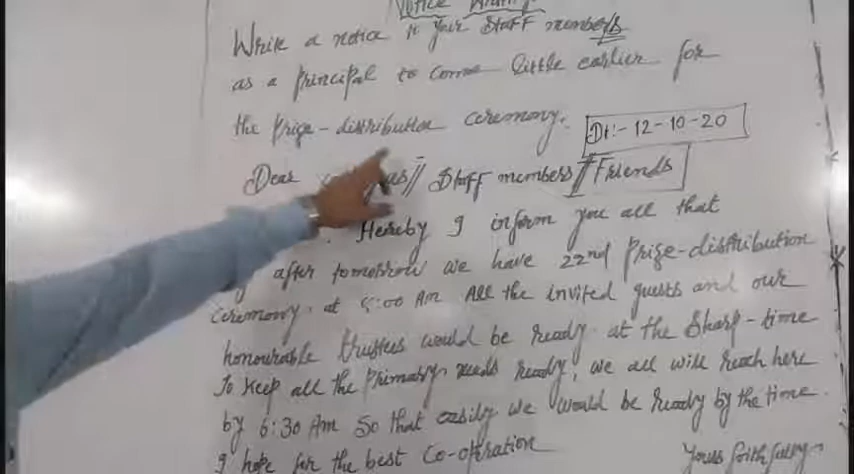 Notice Writing
Write a notice to your Staff members
as a principal to come little earlier for
the Prize-distribution ceremony.
Dt:- 12-10-20
Dear as// Staff members// Friends
Hereby I inform you all that
after tomorrow we have 22nd Prize-distribution
ceremony. at :00 Am All the invited guests and our
honourable trustees would be ready at the Sharp-time
To keep all the Primary needs ready, we all will reach here
by 6:30 Am So that easily we would be ready by the time.
I hope for the best Co-operation
Yours faithfully